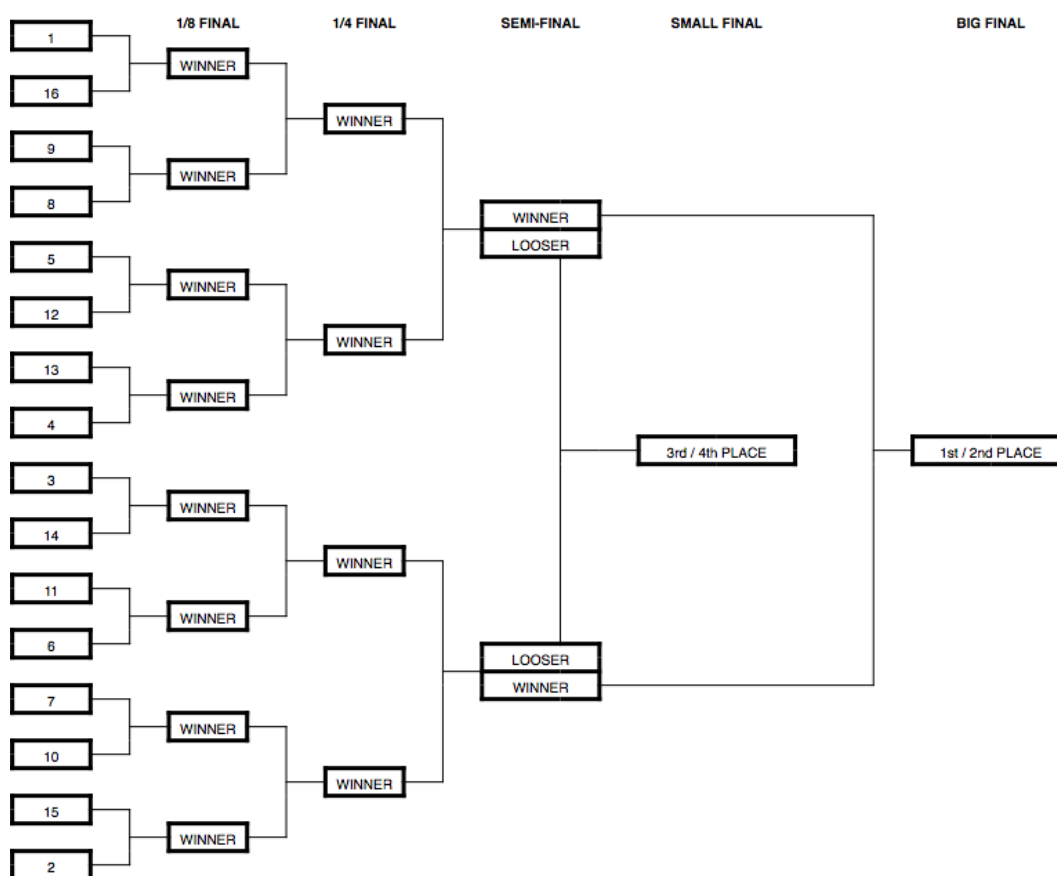 1/8 FINAL 1/4 FINAL SEMI-FINAL SMALL FINAL BIG FINAL
1
WINNER
16
WINNER
9
WINNER
8
WINNER
LOOSER
5
WINNER
12
WINNER
13
WINNER
4
3rd / 4th PLACE
1st / 2nd PLACE
3
WINNER
14
WINNER
11
WINNER
6
LOOSER
WINNER
7
WINNER
10
WINNER
15
WINNER
2